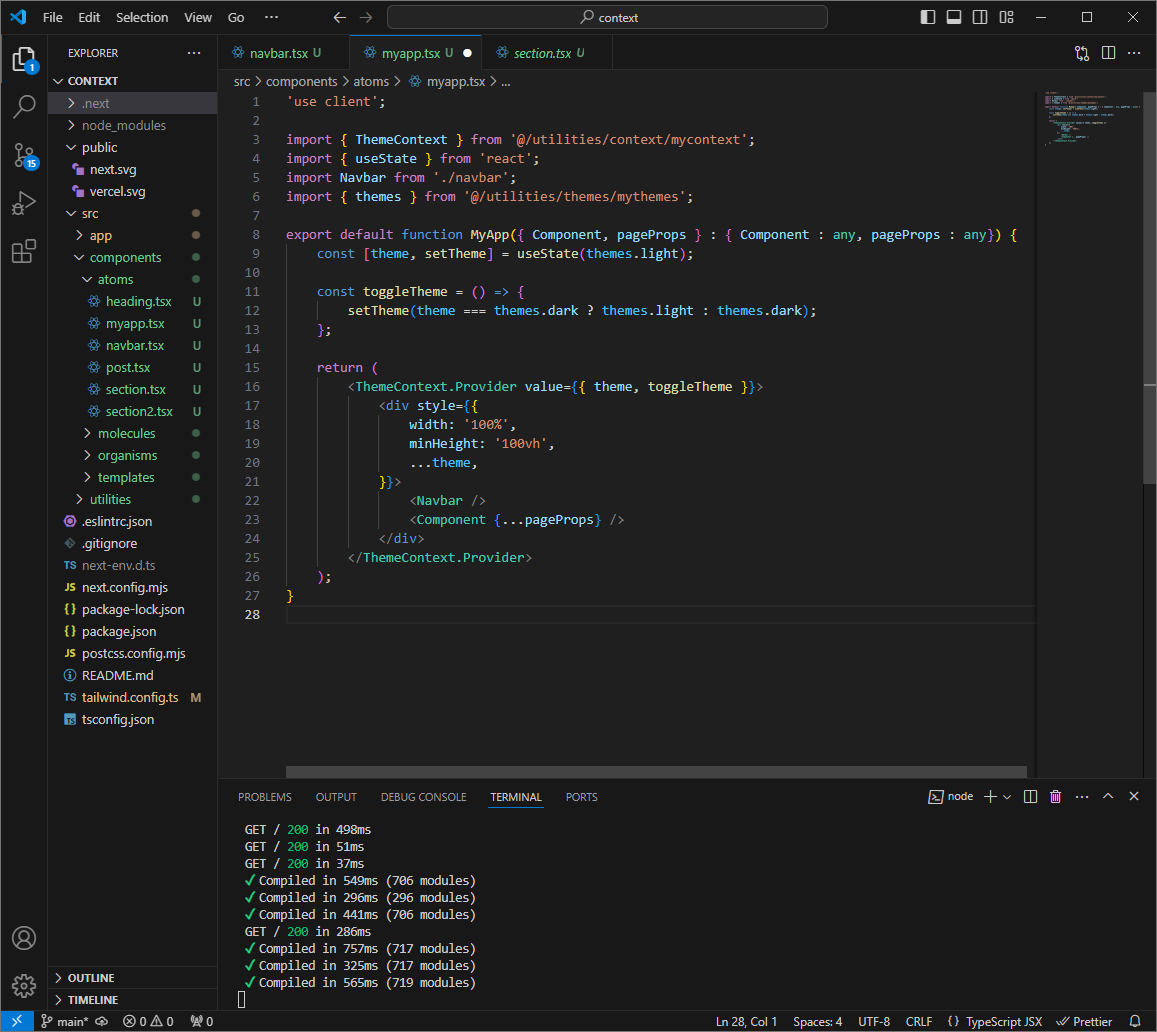 File Edit Selection View Go ··· context
EXPLORER ···
CONTEXT
.next
node_modules
public
next.svg
vercel.svg
src
app
components
atoms
heading.tsx U
myapp.tsx U
navbar.tsx U
post.tsx U
section.tsx U
section2.tsx U
molecules
organisms
templates
utilities
.eslintrc.json
.gitignore
TS next-env.d.ts
JS next.config.mjs
{} package-lock.json
{} package.json
JS postcss.config.mjs
README.md
TS tailwind.config.ts M
TS tsconfig.json
OUTLINE
TIMELINE
1
15
navbar.tsx U myapp.tsx U section.tsx U
src > components > atoms > myapp.tsx > ...
1 'use client';
2
3 import { ThemeContext } from '@/utilities/context/mycontext';
4 import { useState } from 'react';
5 import Navbar from './navbar';
6 import { themes } from '@/utilities/themes/mythemes';
7
8 export default function MyApp({ Component, pageProps } : { Component : any, pageProps : any}) {
9 const [theme, setTheme] = useState(themes.light);
10
11 const toggleTheme = () => {
12 setTheme(theme === themes.dark ? themes.light : themes.dark);
13 };
14
15 return (
16 <ThemeContext.Provider value={{ theme, toggleTheme }}>
17 <div style={{
18 width: '100%',
19 minHeight: '100vh',
20 ...theme,
21 }}>
22 <Navbar />
23 <Component {...pageProps} />
24 </div>
25 </ThemeContext.Provider>
26 );
27 }
28
PROBLEMS OUTPUT DEBUG CONSOLE TERMINAL PORTS node
GET / 200 in 498ms
GET / 200 in 51ms
GET / 200 in 37ms
✓ Compiled in 549ms (706 modules)
✓ Compiled in 296ms (296 modules)
✓ Compiled in 441ms (706 modules)
GET / 200 in 286ms
✓ Compiled in 757ms (717 modules)
✓ Compiled in 325ms (717 modules)
✓ Compiled in 565ms (719 modules)
main* 0 0 0 Ln 28, Col 1 Spaces: 4 UTF-8 CRLF {} TypeScript JSX Prettier